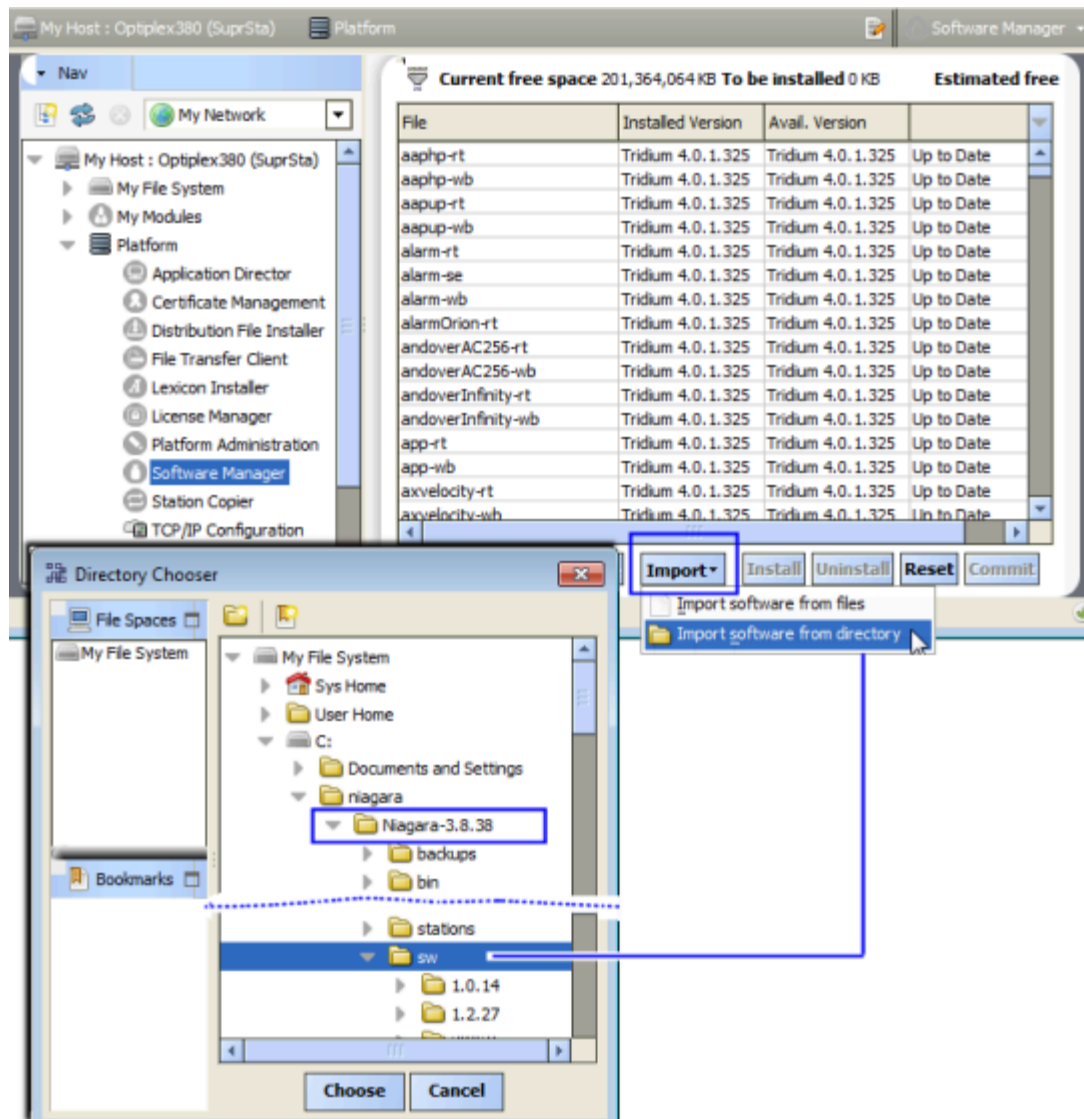 My Host : Optiplex380 (SuprSta) Platform Software Manager
Nav
My Network
My Host : Optiplex380 (SuprSta)
My File System
My Modules
Platform
Application Director
Certificate Management
Distribution File Installer
File Transfer Client
Lexicon Installer
License Manager
Platform Administration
Software Manager
Station Copier
TCP/IP Configuration
Current free space 201,364,064 KB To be installed 0 KB Estimated free
File Installed Version Avail. Version
aaphp-rt Tridium 4.0.1.325 Tridium 4.0.1.325 Up to Date
aaphp-wb Tridium 4.0.1.325 Tridium 4.0.1.325 Up to Date
aapup-rt Tridium 4.0.1.325 Tridium 4.0.1.325 Up to Date
aapup-wb Tridium 4.0.1.325 Tridium 4.0.1.325 Up to Date
alarm-rt Tridium 4.0.1.325 Tridium 4.0.1.325 Up to Date
alarm-se Tridium 4.0.1.325 Tridium 4.0.1.325 Up to Date
alarm-wb Tridium 4.0.1.325 Tridium 4.0.1.325 Up to Date
alarmOrion-rt Tridium 4.0.1.325 Tridium 4.0.1.325 Up to Date
andoverAC256-rt Tridium 4.0.1.325 Tridium 4.0.1.325 Up to Date
andoverAC256-wb Tridium 4.0.1.325 Tridium 4.0.1.325 Up to Date
andoverInfinity-rt Tridium 4.0.1.325 Tridium 4.0.1.325 Up to Date
andoverInfinity-wb Tridium 4.0.1.325 Tridium 4.0.1.325 Up to Date
app-rt Tridium 4.0.1.325 Tridium 4.0.1.325 Up to Date
app-wb Tridium 4.0.1.325 Tridium 4.0.1.325 Up to Date
axvelocity-rt Tridium 4.0.1.325 Tridium 4.0.1.325 Up to Date
axvelocity-wb Tridium 4.0.1.325 Tridium 4.0.1.325 Up to Date
Import Install Uninstall Reset Commit
Import software from files
Import software from directory
Directory Chooser
File Spaces
My File System
Bookmarks
My File System
Sys Home
User Home
C:
Documents and Settings
niagara
Niagara-3.8.38
backups
bin
stations
sw
1.0.14
1.2.27
Choose Cancel